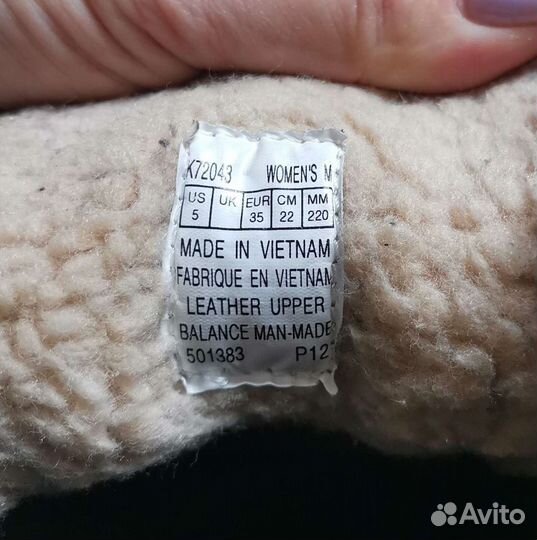 K72043 WOMEN'S M
US UK EUR CM MM
5 35 22 220
MADE IN VIETNAM
FABRIQUE EN VIETNAM
LEATHER UPPER
BALANCE MAN-MADE
501383 P12
Avito